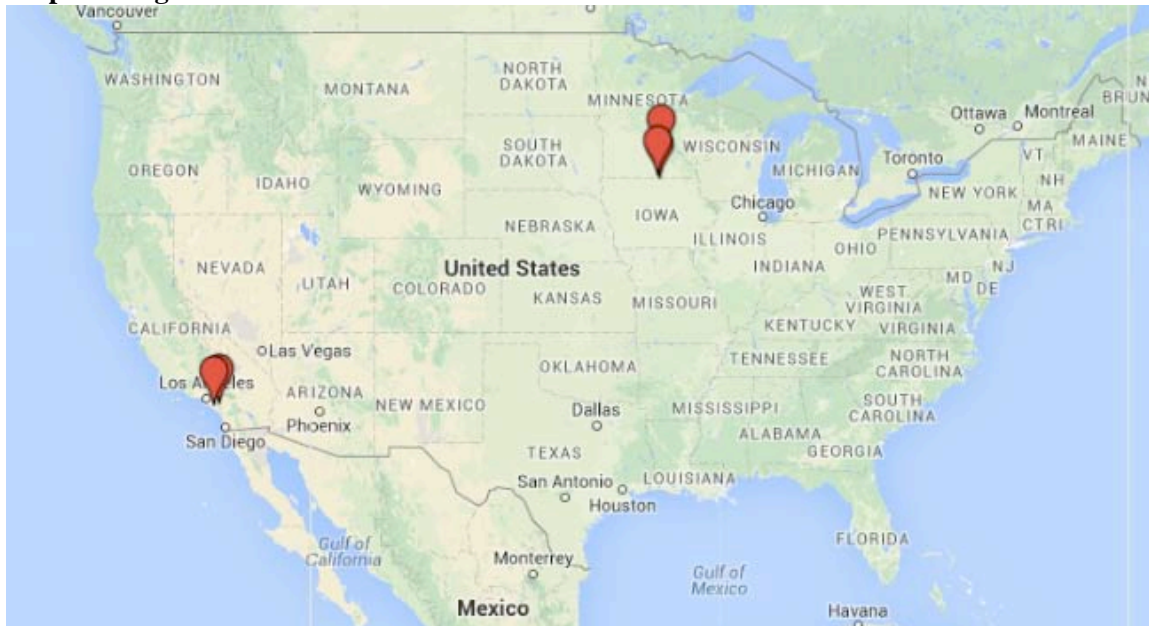 Vancouver
WASHINGTON
MONTANA
NORTH
DAKOTA
MINNESOTA
Ottawa
Montreal
N
BRUN
MAINE
OREGON
IDAHO
WYOMING
SOUTH
DAKOTA
WISCONSIN
MICHIGAN
Toronto
VT
NH
NEW YORK
MA
CT RI
NEBRASKA
IOWA
Chicago
ILLINOIS
INDIANA
OHIO
PENNSYLVANIA
NJ
MD
DE
NEVADA
UTAH
COLORADO
United States
KANSAS
MISSOURI
WEST
VIRGINIA
KENTUCKY
VIRGINIA
CALIFORNIA
Las Vegas
Los Angeles
San Diego
ARIZONA
Phoenix
NEW MEXICO
OKLAHOMA
TENNESSEE
NORTH
CAROLINA
SOUTH
CAROLINA
Dallas
MISSISSIPPI
ALABAMA
GEORGIA
TEXAS
San Antonio
Houston
LOUISIANA
FLORIDA
Gulf of
California
Monterrey
Gulf of
Mexico
Mexico
Havana